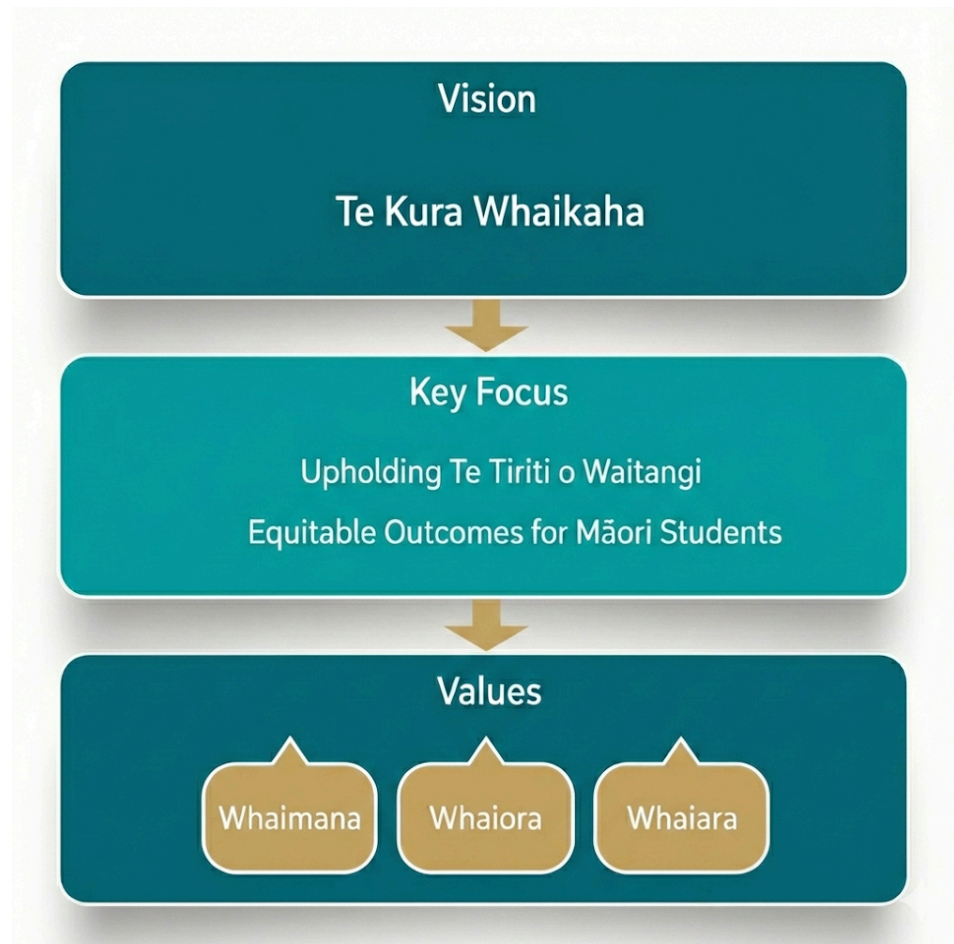 Vision
Te Kura Whaikaha
Key Focus
Upholding Te Tiriti o Waitangi
Equitable Outcomes for Māori Students
Values
Whaimana
Whaiora
Whaiara